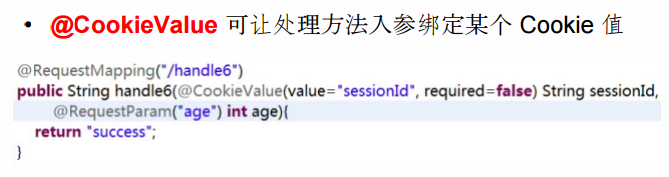 • @CookieValue 可让处理方法入参绑定某个 Cookie 值
@RequestMapping("/handle6")
public String handle6(@CookieValue(value="sessionId", required=false) String sessionId,
@RequestParam("age") int age){
return "success";
}